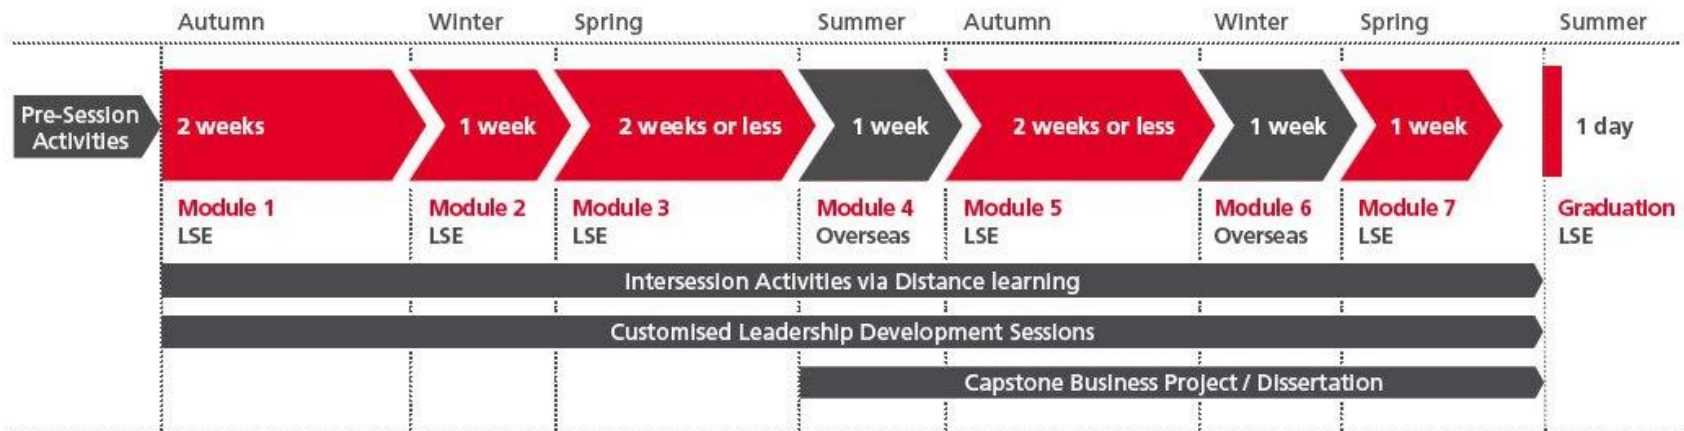 Autumn Winter Spring Summer Autumn Winter Spring Summer
Pre-Session
Activities
2 weeks 1 week 2 weeks or less 1 week 2 weeks or less 1 week 1 week 1 day
Module 1 Module 2 Module 3 Module 4 Module 5 Module 6 Module 7 Graduation
LSE LSE LSE Overseas LSE Overseas LSE LSE
Intersession Activities via Distance learning
Customised Leadership Development Sessions
Capstone Business Project / Dissertation